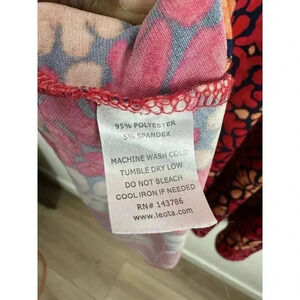 95% POLYESTER
5% SPANDEX
MACHINE WASH COLD
TUMBLE DRY LOW
DO NOT BLEACH
COOL IRON IF NEEDED
RN# 143786
www.leota.com